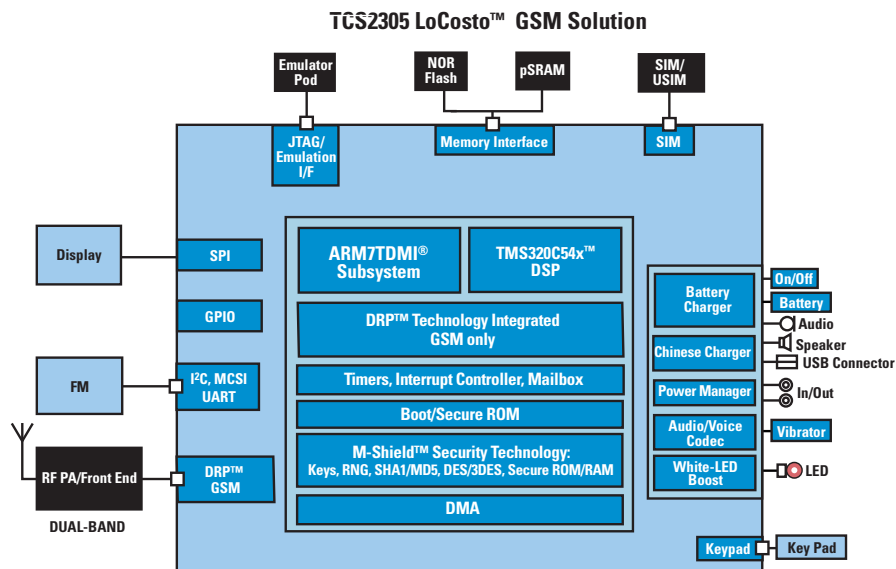 TCS2305 LoCosto™ GSM Solution
Emulator
Pod
NOR
Flash
pSRAM
SIM/
USIM
JTAG/
Emulation
I/F
Memory Interface
SIM
Display
SPI
GPIO
FM
I²C, MCSI
UART
RF PA/Front End
DUAL-BAND
DRP™
GSM
ARM7TDMI®
Subsystem
TMS320C54x™
DSP
DRP™ Technology Integrated
GSM only
Timers, Interrupt Controller, Mailbox
Boot/Secure ROM
M-Shield™ Security Technology:
Keys, RNG, SHA1/MD5, DES/3DES, Secure ROM/RAM
DMA
Battery
Charger
Chinese Charger
Power Manager
Audio/Voice
Codec
White-LED
Boost
On/Off
Battery
Audio
Speaker
USB Connector
In/Out
Vibrator
LED
Keypad
Key Pad